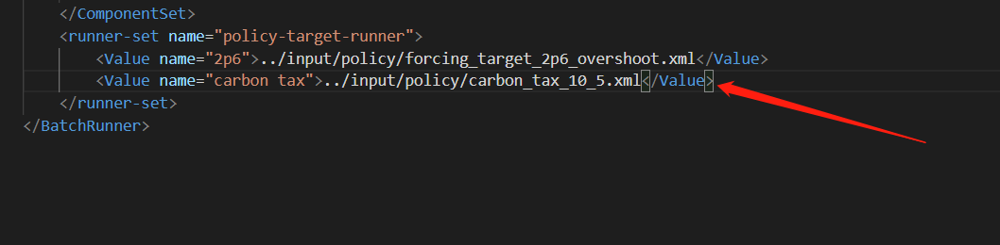 </ComponentSet>
<runner-set name="policy-target-runner">
<Value name="2p6">../input/policy/forcing_target_2p6_overshoot.xml</Value>
<Value name="carbon tax">../input/policy/carbon_tax_10_5.xml</Value>
</runner-set>
</BatchRunner>